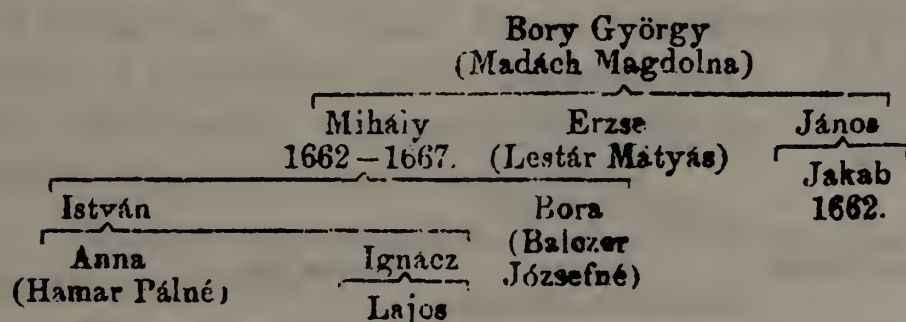 Bory György
(Madách Magdolna)
Mihály Erzse János
1662–1667. (Lestár Mátyás) Jakab
1662.
István Bora
Anna Ignácz (Balczer
(Hamar Pálné) Józsefné)
Lajos